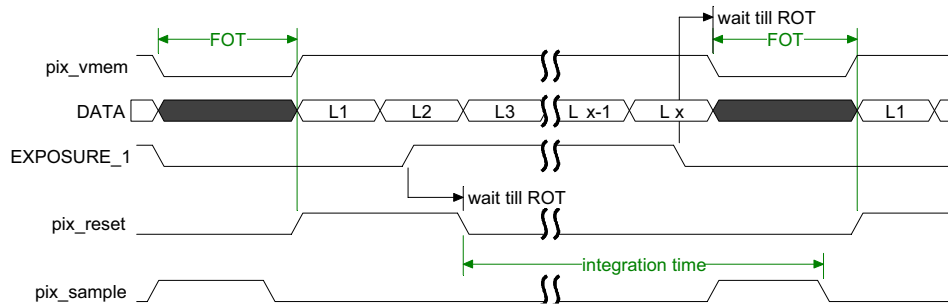 wait till ROT
FOT
FOT
pix_vmem
DATA
L1
L2
L3
L x-1
L x
L1
EXPOSURE_1
wait till ROT
pix_reset
integration time
pix_sample